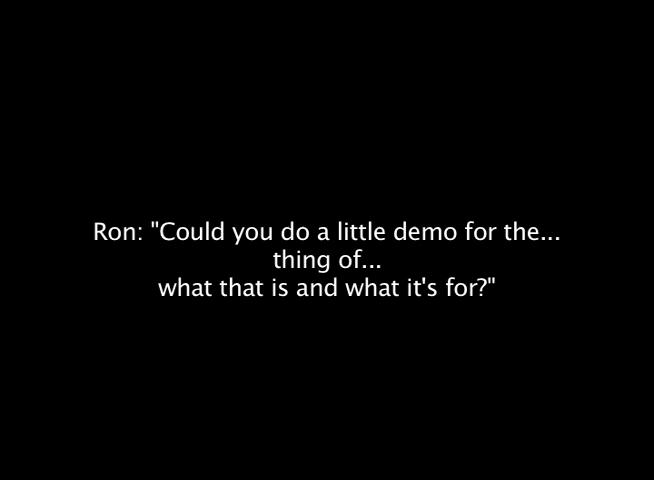 Ron: "Could you do a little demo for the...
thing of...
what that is and what it's for?"